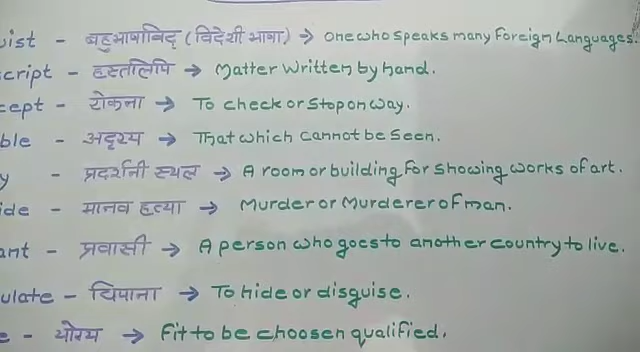 uist - बहुभाषाविद् (विदेशी भाषा) → One who speaks many Foreign Languages.
cript - हस्तलिपि → Matter Written by hand.
cept - रोकना → To check or Stop on way.
ble - अदृश्य → That which cannot be seen.
y - प्रदर्शनी स्थल → A room or building for showing works of art.
ide - मानव हत्या → Murder or Murderer of man.
ant - प्रवासी → A person who goes to another country to live.
ulate - छिपाना → To hide or disguise.
e - योग्य → Fit to be choosen qualified.